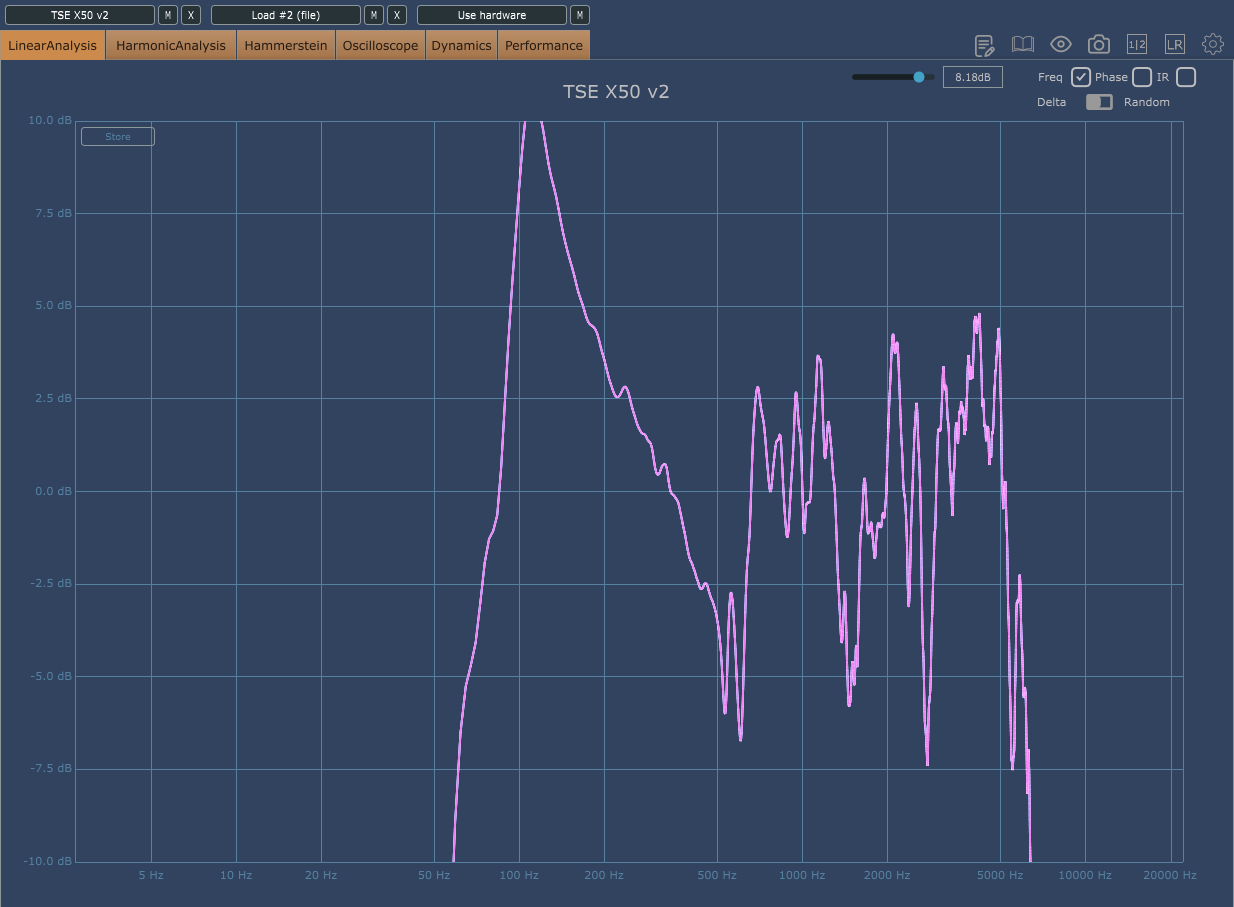 TSE X50 v2 M X Load #2 (file) M X Use hardware M
LinearAnalysis HarmonicAnalysis Hammerstein Oscilloscope Dynamics Performance 1|2 LR
TSE X50 v2 8.18dB Freq Phase IR
Delta Random
10.0 dB
Store
7.5 dB
5.0 dB
2.5 dB
0.0 dB
-2.5 dB
-5.0 dB
-7.5 dB
-10.0 dB
5 Hz 10 Hz 20 Hz 50 Hz 100 Hz 200 Hz 500 Hz 1000 Hz 2000 Hz 5000 Hz 10000 Hz 20000 Hz